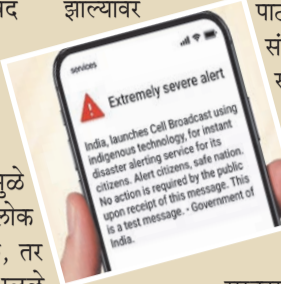 झाल्यावर
services
Extremely severe alert
India, launches Cell Broadcast using
indigenous technology, for instant
disaster alerting service for its
citizens. Alert citizens, safe nation.
No action is required by the public
upon receipt of this message. This
is a test message. - Government of
India.
लोक
, तर